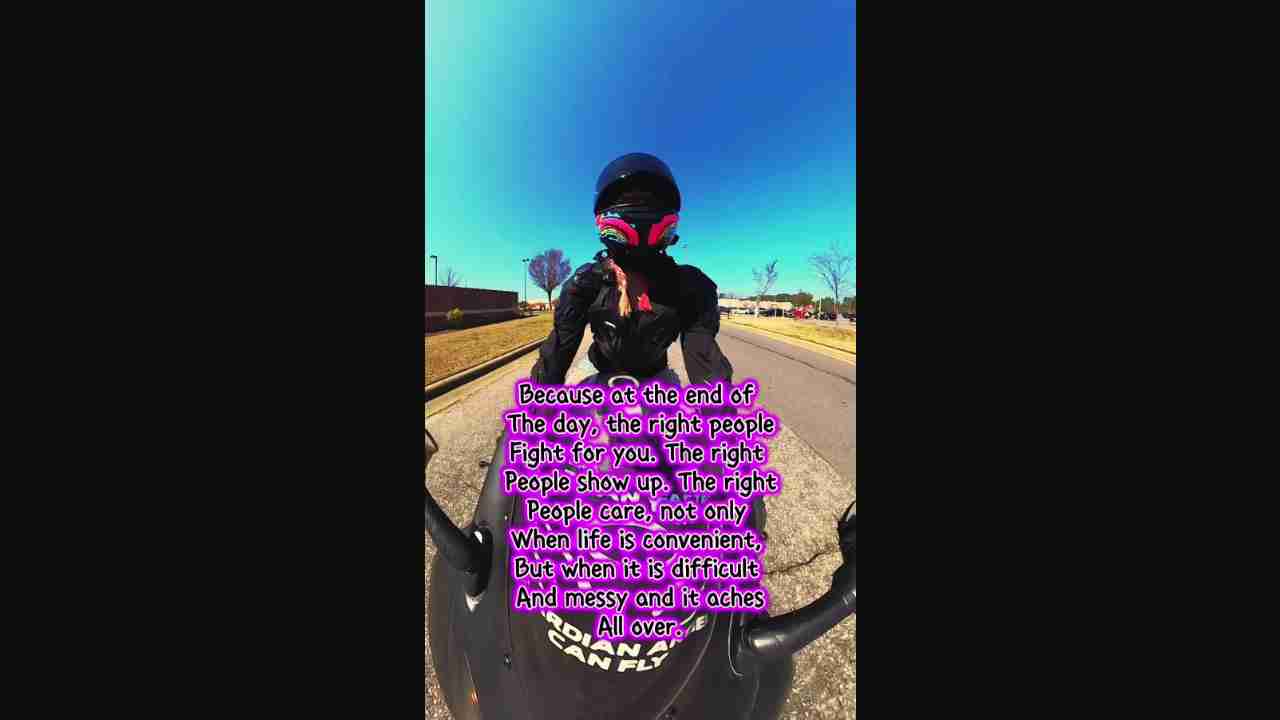 Because at the end of
The day, the right people
Fight for you. The right
People show up. The right
People care, not only
When life is convenient,
But when it is difficult
And messy and it aches
All over.
CAN FLY